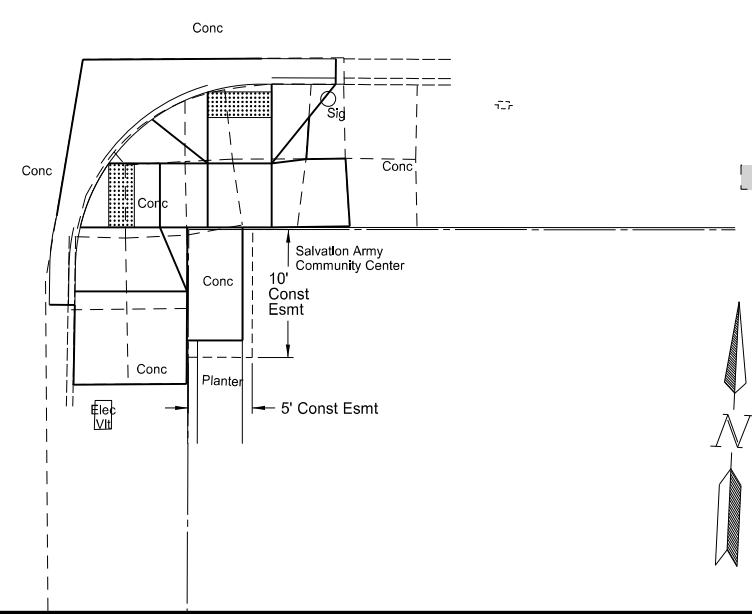 Conc
Sig
Conc
Conc
Conc
Salvation Army
Community Center
Conc
10'
Const
Esmt
Conc
Planter
5' Const Esmt
Elec
Vlt
N